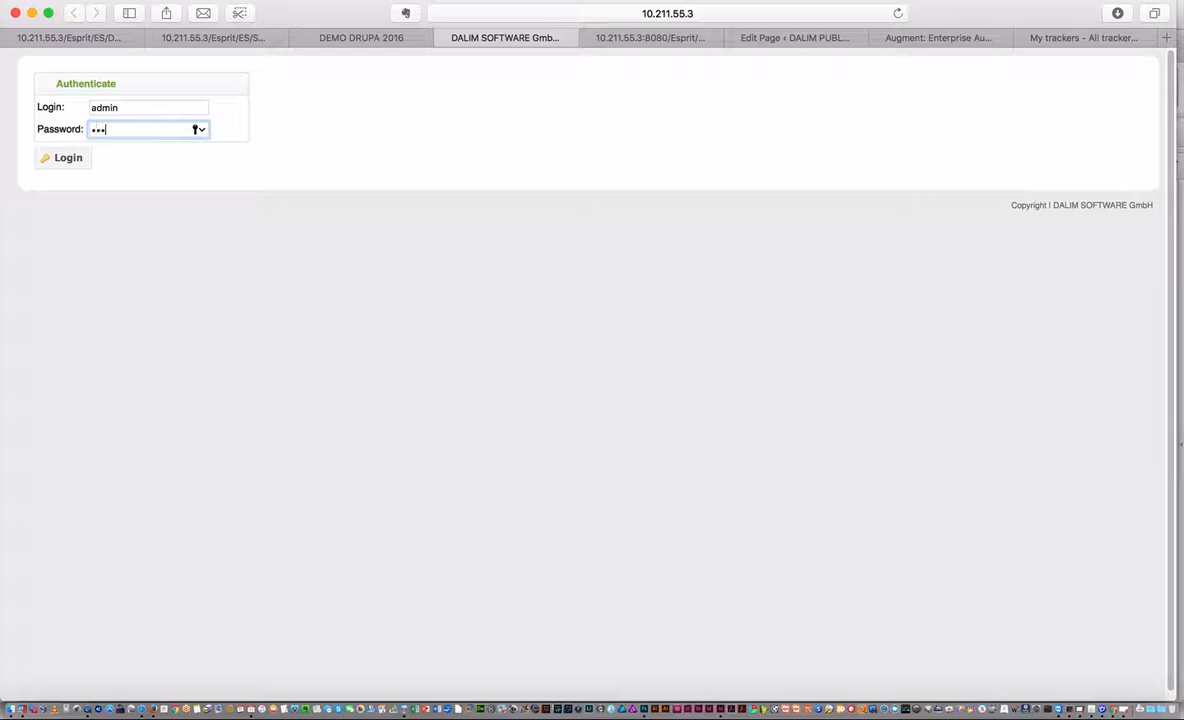 10.211.55.3
10.211.55.3/Esprit/ES/D...
10.211.55.3/Esprit/ES/S...
DEMO DRUPA 2016
DALIM SOFTWARE Gmb...
10.211.55.3:8080/Esprit/...
Edit Page ‹ DALIM PUBL...
Augment: Enterprise Au...
My trackers - All tracker...
Authenticate
Login: admin
Password: •••
Login
Copyright | DALIM SOFTWARE GmbH